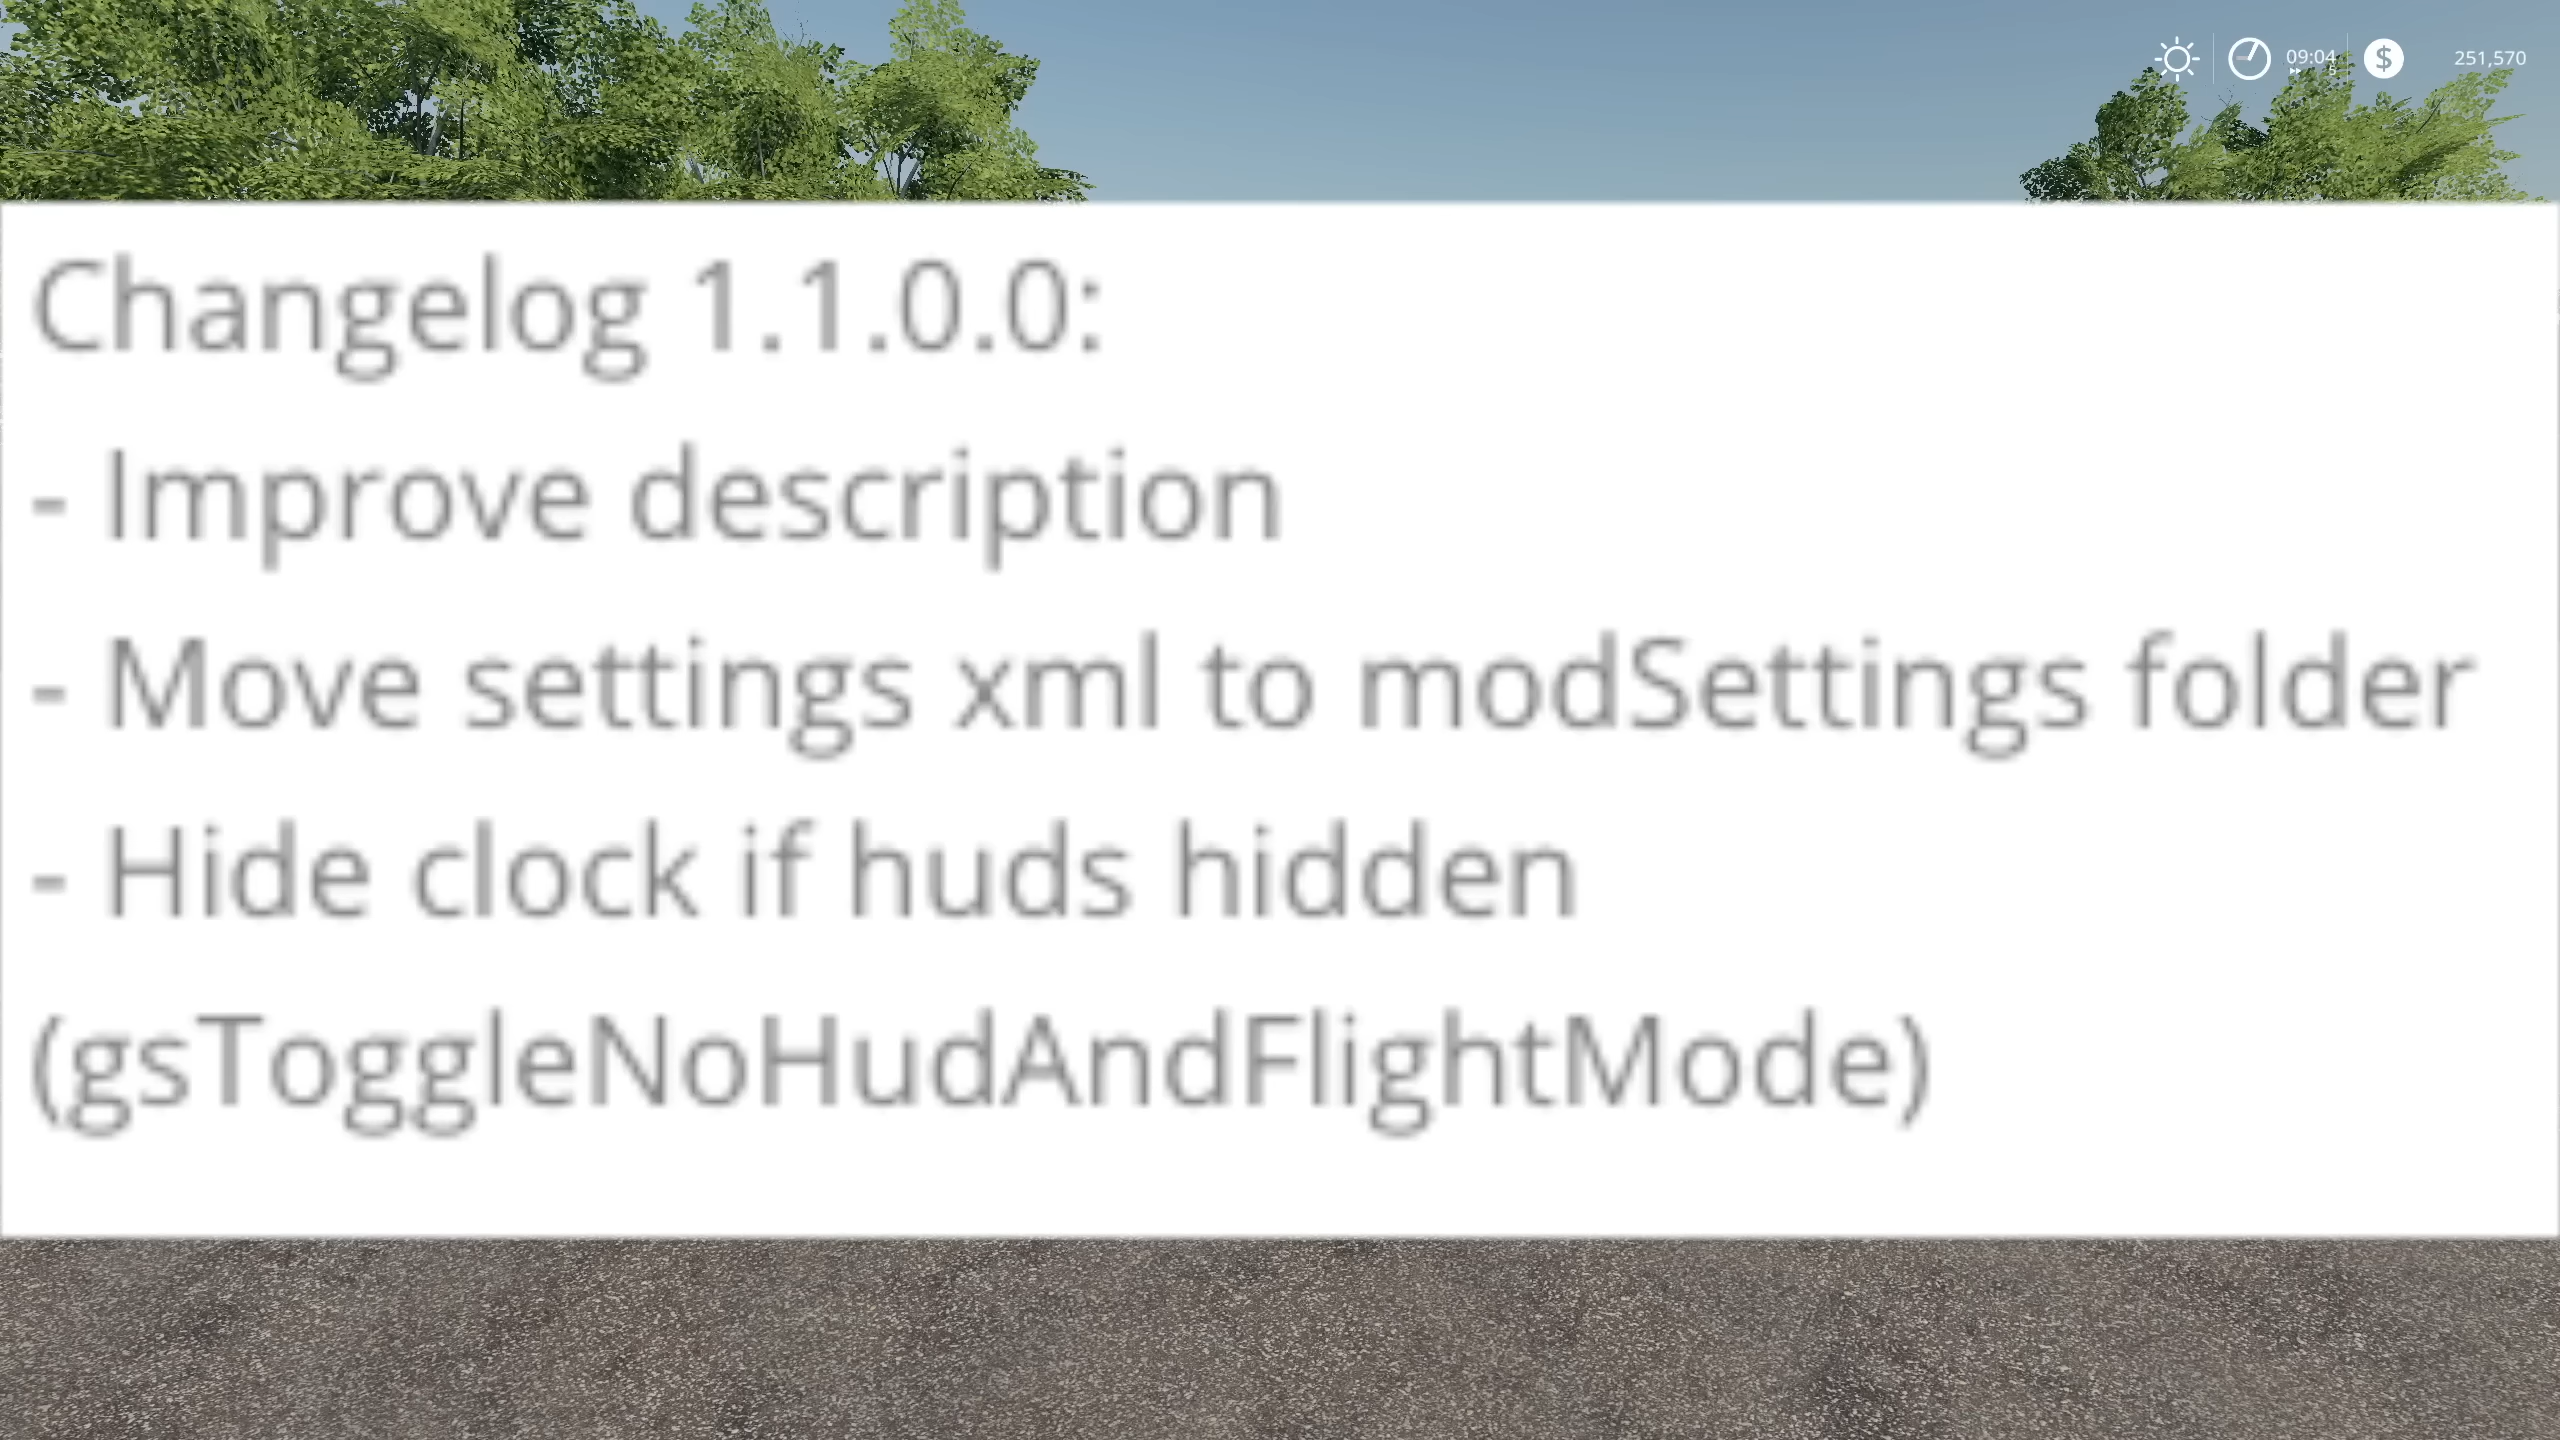 09:04
$
251,570
Changelog 1.1.0.0:
- Improve description
- Move settings xml to modSettings folder
- Hide clock if huds hidden
(gsToggleNoHudAndFlightMode)